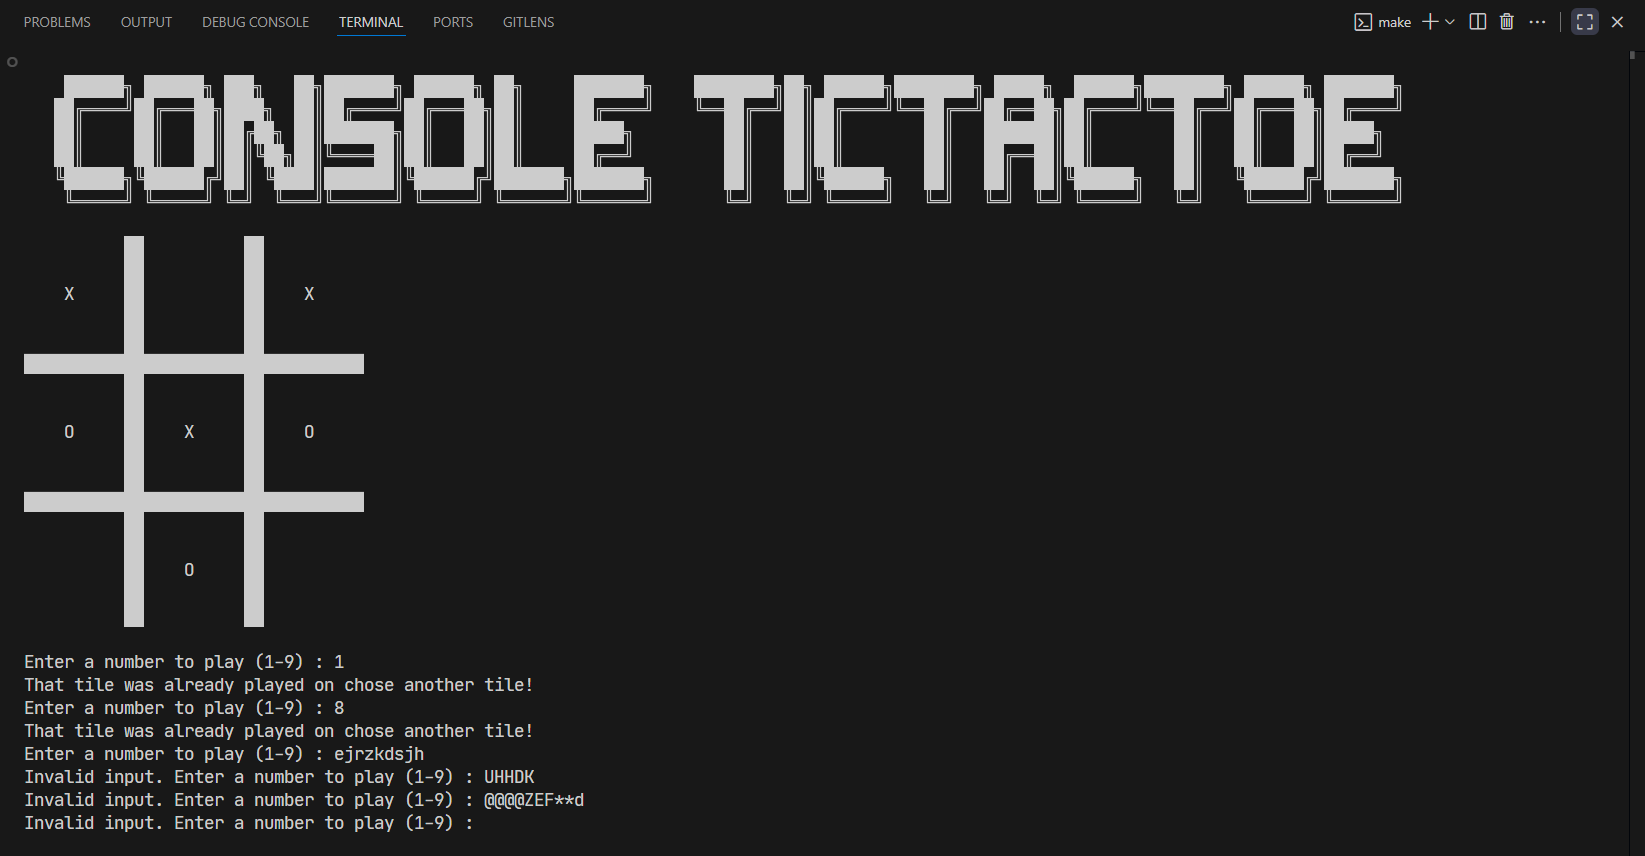 PROBLEMS OUTPUT DEBUG CONSOLE TERMINAL PORTS GITLENS make
CONSOLE TICTACTOE
X X
O X O
O
Enter a number to play (1-9) : 1
That tile was already played on chose another tile!
Enter a number to play (1-9) : 8
That tile was already played on chose another tile!
Enter a number to play (1-9) : ejrzkdsjh
Invalid input. Enter a number to play (1-9) : UHHDK
Invalid input. Enter a number to play (1-9) : @@@@ZEF**d
Invalid input. Enter a number to play (1-9) :